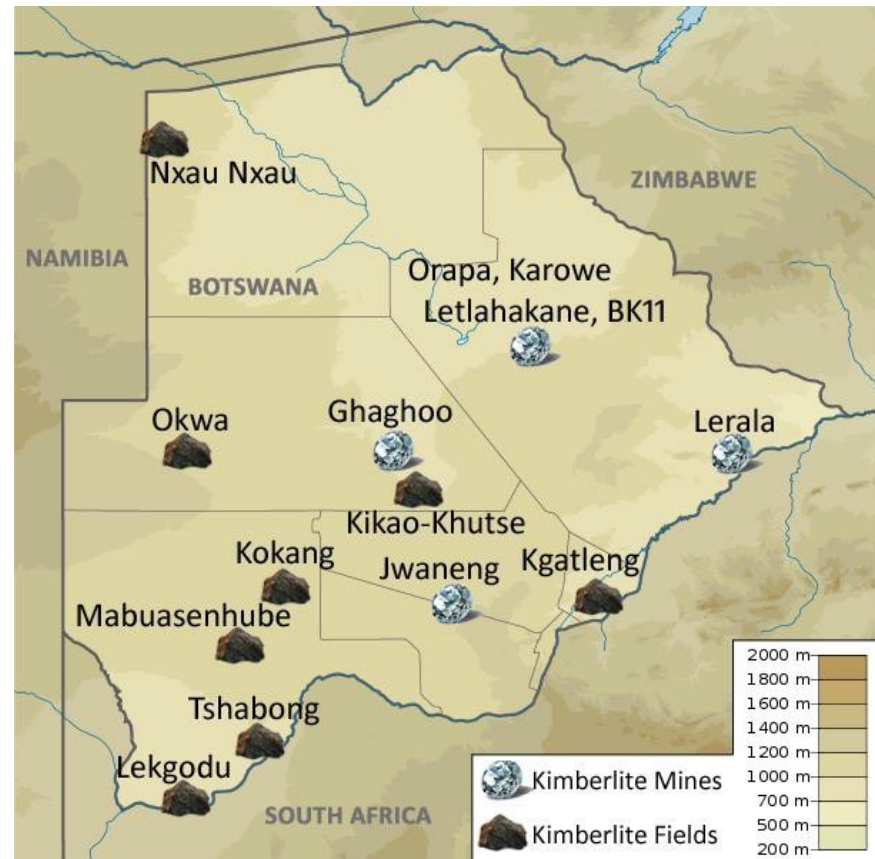 Nxau Nxau
ZIMBABWE
NAMIBIA
BOTSWANA
Orapa, Karowe
Letlahakane, BK11
Okwa
Ghaghoo
Lerala
Kikao-Khutse
Kokang
Jwaneng
Kgatleng
Mabuasenhube
Tshabong
Lekgodu
SOUTH AFRICA
Kimberlite Mines
Kimberlite Fields
2000 m
1800 m
1600 m
1400 m
1200 m
1000 m
700 m
500 m
200 m